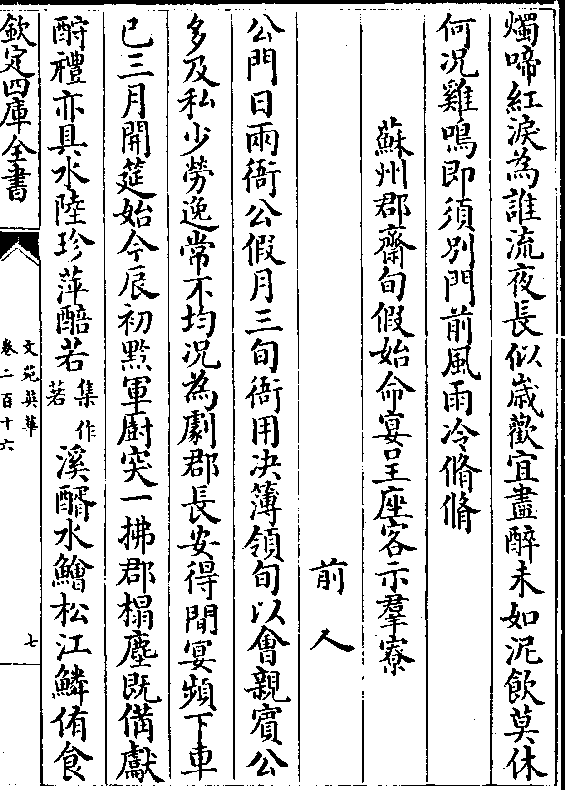 燭啼紅淚為誰流夜長似歳歡宜盡醉未如泥飲莫休
何况雞鳴即須別門前風雨冷脩脩
蘇州郡齋旬假始命宴呈座客示羣寮
前人
公門日兩衙公假月三旬衙用決簿領旬以會親賔公
多及私少勞逸常不均况為劇郡長安得間宴頻下車
已三月開筵始今辰初黔軍厨突一拂郡榻塵既備獻
酧禮亦具水陸珍萍醅若集作著溪醑水鱠松江鱗侑食
欽定四庫全書
文苑英華
卷二百十六
七